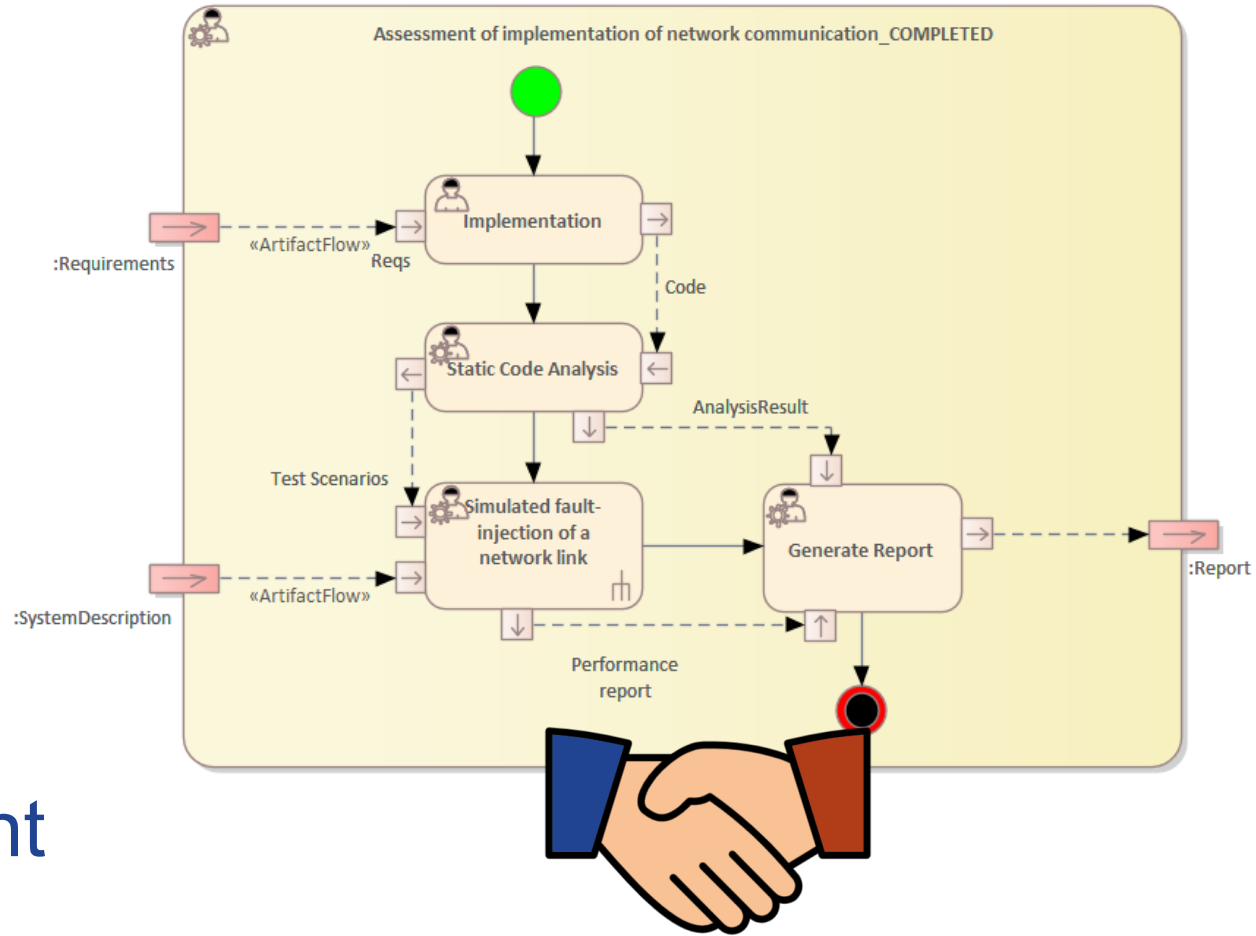 Assessment of implementation of network communication_COMPLETED
Implementation
«ArtifactFlow»
Reqs
:Requirements
Code
Static Code Analysis
AnalysisResult
Test Scenarios
Simulated fault-
injection of a
network link
Generate Report
:Report
«ArtifactFlow»
:SystemDescription
Performance
report
nt